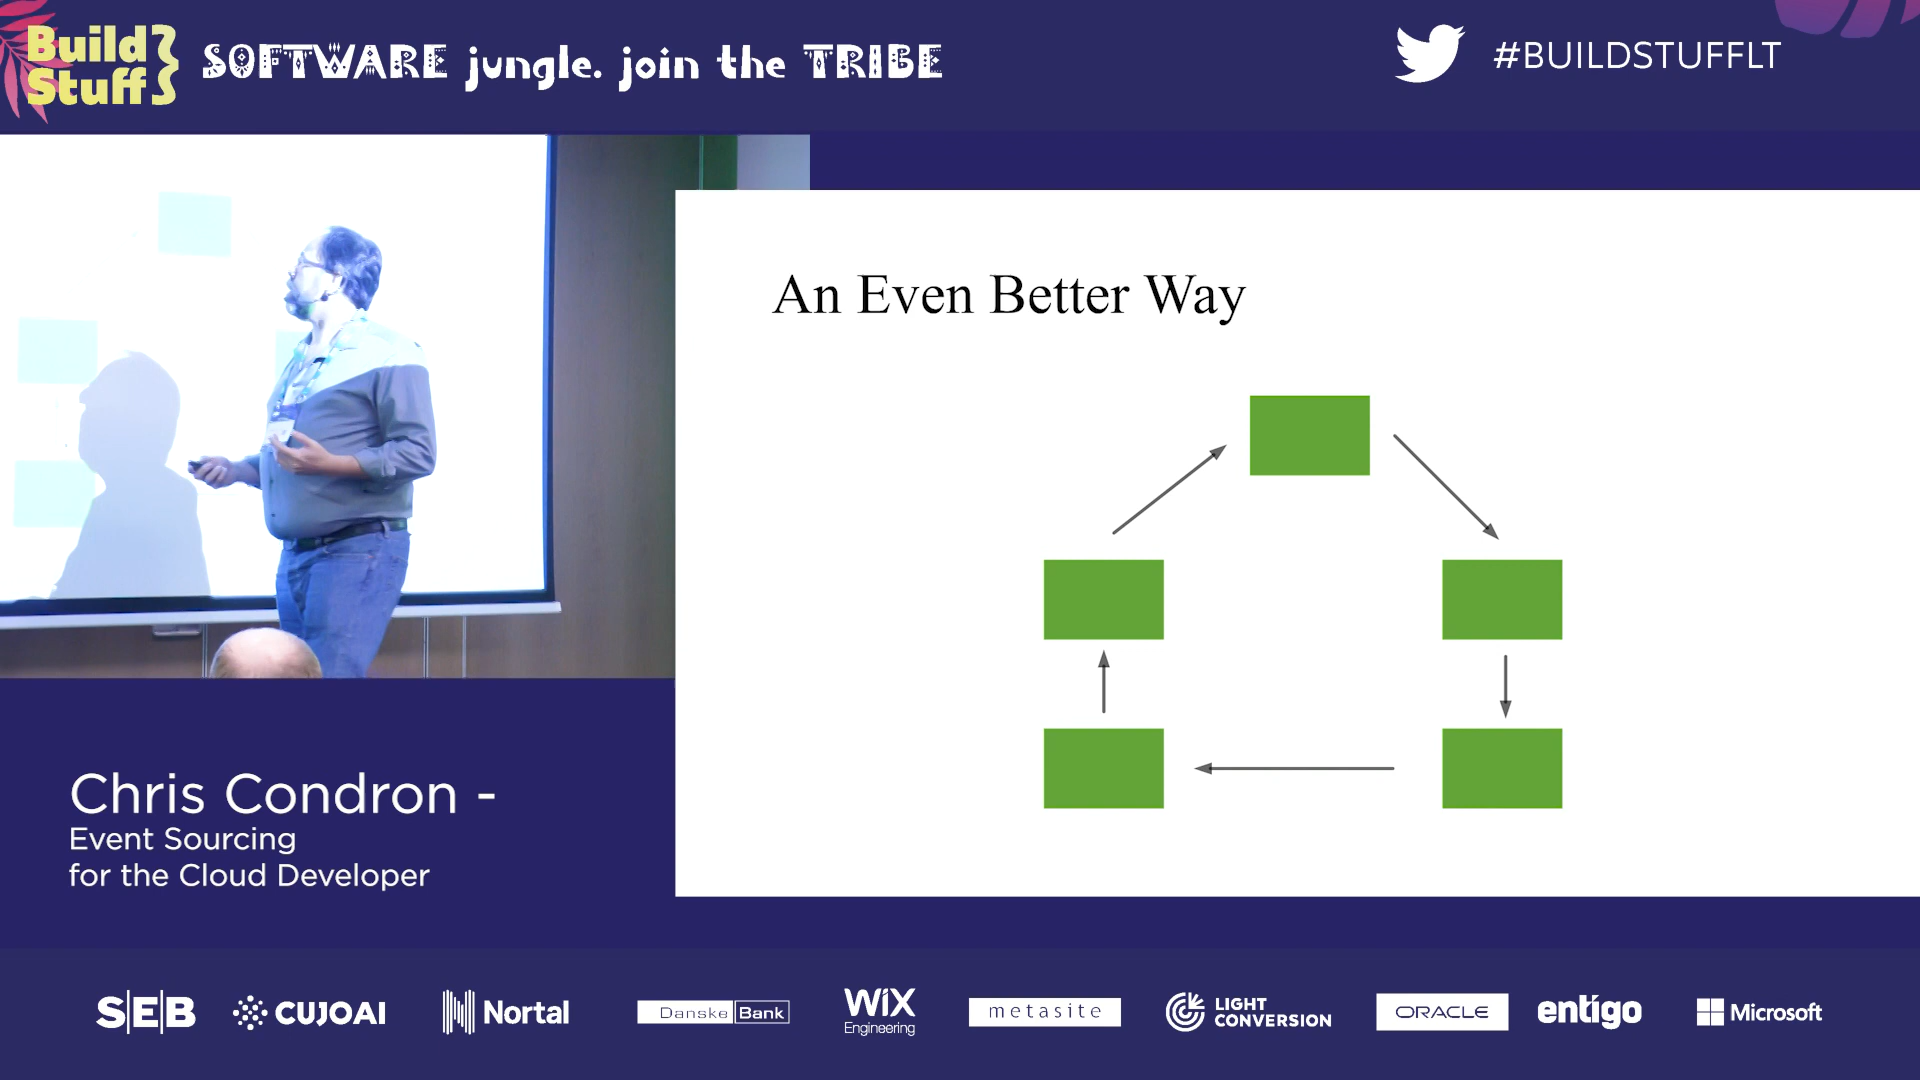 Build
Stuff
SOFTWARE jungle. join the TRIBE
#BUILDSTUFFLT
An Even Better Way
Chris Condron -
Event Sourcing
for the Cloud Developer
S|E|B
CUJOAI
Nortal
Danske Bank
WiX
Engineering
metasite
LIGHT
CONVERSION
ORACLE
entigo
Microsoft